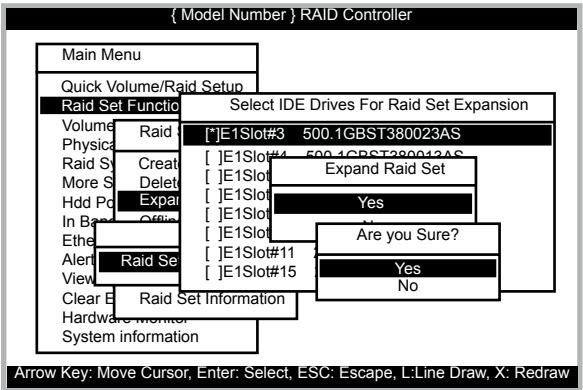 { Model Number } RAID Controller
Main Menu
Quick Volume/Raid Setup
Raid Set Functio
Volume
Physica
Raid Sy
More S
Hdd Po
In Ban
Ethe
Alert
View
Clear E
Hardware Monitor
System information
Raid S
Creat
Delet
Expan
Offlin
Raid Set Information
Raid Se
Select IDE Drives For Raid Set Expansion
[*]E1Slot#3 500.1GBST380023AS
[ ]E1Slot#4 500.1GBST380013AS
[ ]E1Slot
[ ]E1Slot
[ ]E1Slot
[ ]E1Slot
[ ]E1Slot#11
[ ]E1Slot#15
Expand Raid Set
Yes
No
Are you Sure?
Yes
No
Arrow Key: Move Cursor, Enter: Select, ESC: Escape, L:Line Draw, X: Redraw